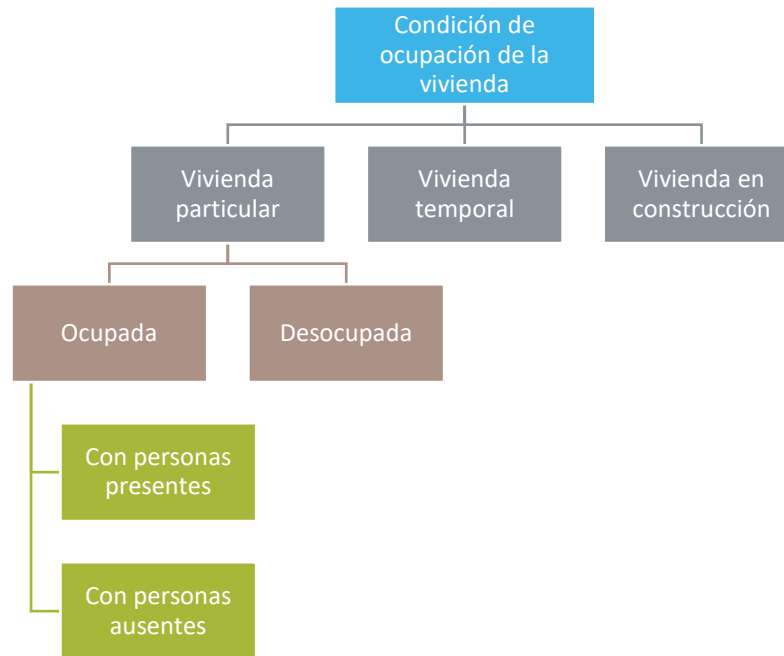 Condición de
ocupación de la
vivienda
Vivienda
particular
Vivienda
temporal
Vivienda en
construcción
Ocupada
Desocupada
Con personas
presentes
Con personas
ausentes